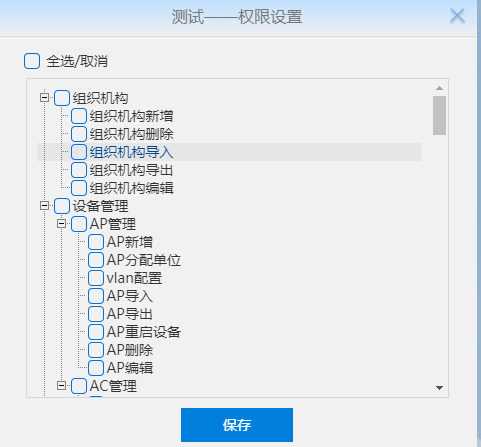 测试——权限设置
全选/取消
组织机构
组织机构新增
组织机构删除
组织机构导入
组织机构导出
组织机构编辑
设备管理
AP管理
AP新增
AP分配单位
vlan配置
AP导入
AP导出
AP重启设备
AP删除
AP编辑
AC管理
保存